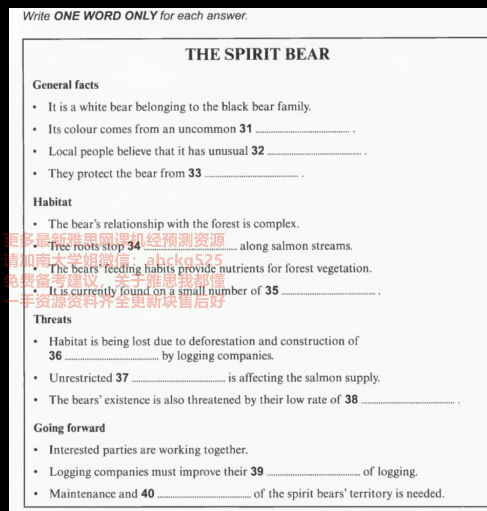 Write ONE WORD ONLY for each answer.
THE SPIRIT BEAR
General facts
• It is a white bear belonging to the black bear family.
• Its colour comes from an uncommon 31 .................................... .
• Local people believe that it has unusual 32 .................................... .
• They protect the bear from 33 .................................... .
Habitat
• The bear's relationship with the forest is complex.
更多最新雅思网课机经预测资源
• Tree roots stop 34 .................................... along salmon streams.
请加南大学姐微信：abckq525
• The bears' feeding habits provide nutrients for forest vegetation.
免费备考建议，关于雅思我都懂
• It is currently found on a small number of 35 .................................... .
一手资源资料齐全更新块售后好
Threats
• Habitat is being lost due to deforestation and construction of
36 .................................... by logging companies.
• Unrestricted 37 .................................... is affecting the salmon supply.
• The bears' existence is also threatened by their low rate of 38 .................................... .
Going forward
• Interested parties are working together.
• Logging companies must improve their 39 .................................... of logging.
• Maintenance and 40 .................................... of the spirit bears' territory is needed.